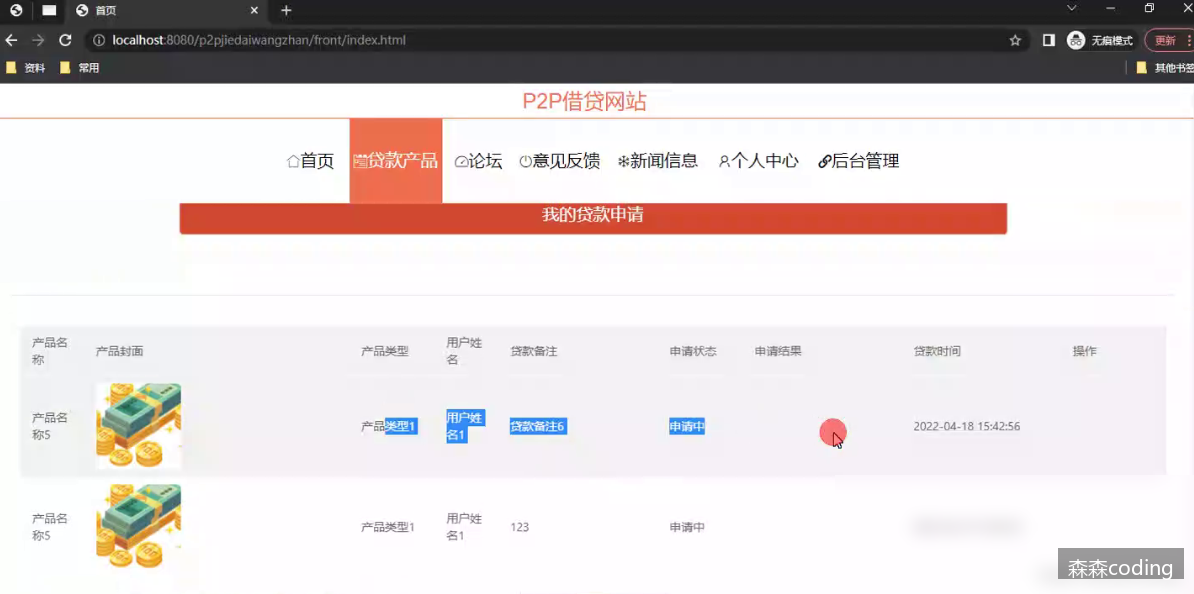 首页
localhost:8080/p2pjiedaiwangzhan/front/index.html
无痕模式
更新
资料
常用
其他书签
P2P借贷网站
首页 贷款产品 论坛 意见反馈 新闻信息 个人中心 后台管理
我的贷款申请
产品名称 产品封面 产品类型 用户姓名 贷款备注 申请状态 申请结果 贷款时间 操作
产品名称5 产品类型1 用户姓名1 贷款备注6 申请中 2022-04-18 15:42:56
产品名称5 产品类型1 用户姓名1 123 申请中
森森coding